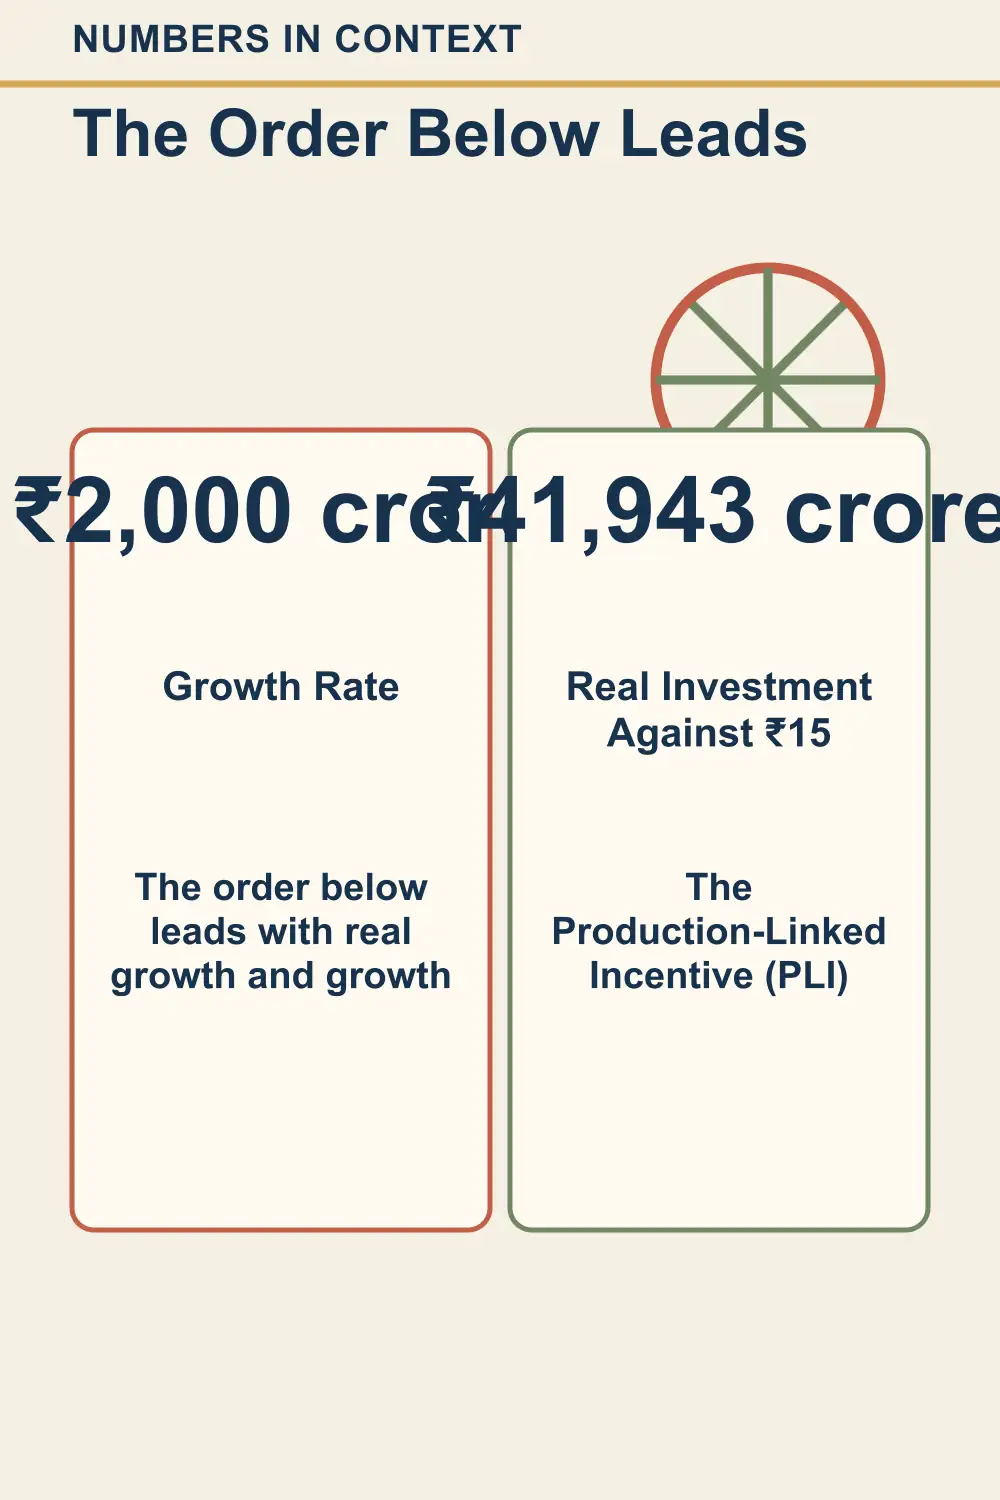 NUMBERS IN CONTEXT
The Order Below Leads
₹2,000 crore
₹41,943 crore
Growth Rate
Real Investment
Against ₹15
The order below
leads with real
growth and growth
The
Production-Linked
Incentive (PLI)